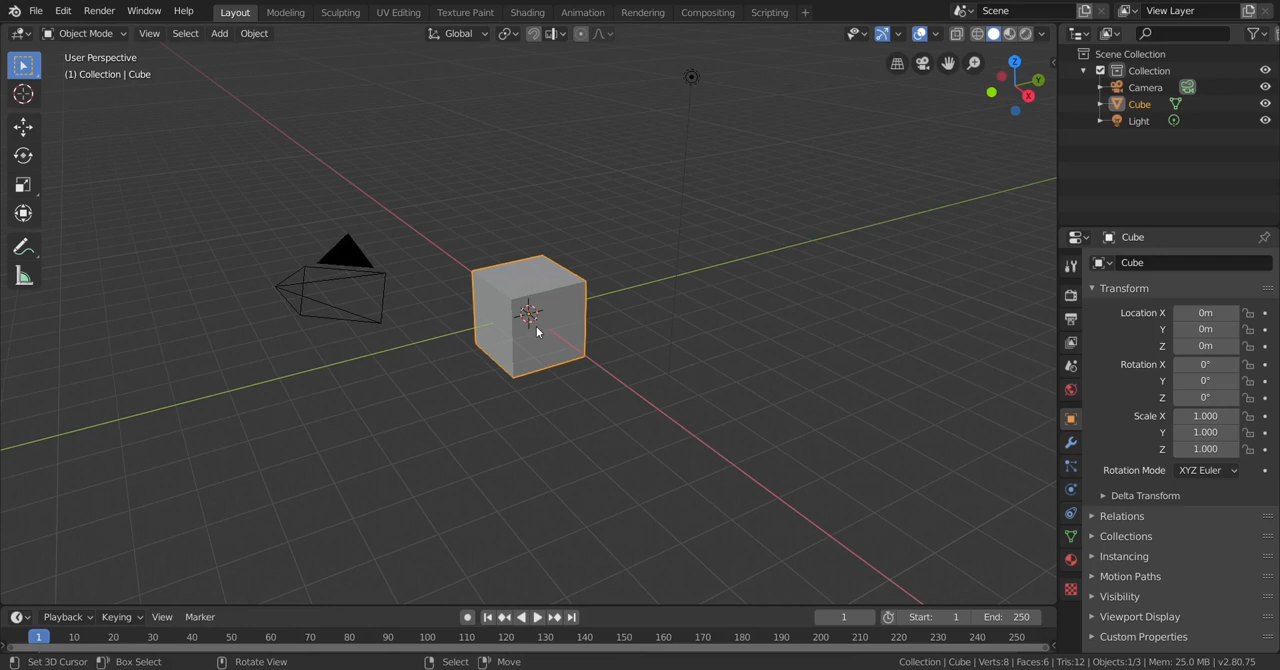 File Edit Render Window Help Layout Modeling Sculpting UV Editing Texture Paint Shading Animation Rendering Compositing Scripting + Scene View Layer
Object Mode View Select Add Object Global
User Perspective
(1) Collection | Cube
Z
Y
X
Scene Collection
Collection
Camera
Cube
Light
Cube
Cube
Transform
Location X 0m
Y 0m
Z 0m
Rotation X 0°
Y 0°
Z 0°
Scale X 1.000
Y 1.000
Z 1.000
Rotation Mode XYZ Euler
Delta Transform
Relations
Collections
Instancing
Motion Paths
Visibility
Viewport Display
Custom Properties
Playback Keying View Marker 1 Start: 1 End: 250
1 10 20 30 40 50 60 70 80 90 100 110 120 130 140 150 160 170 180 190 200 210 220 230 240 250
Set 3D Cursor Box Select Rotate View Select Move Collection | Cube | Verts:8 | Faces:6 | Tris:12 | Objects:1/3 | Mem: 25.0 MB | v2.80.75